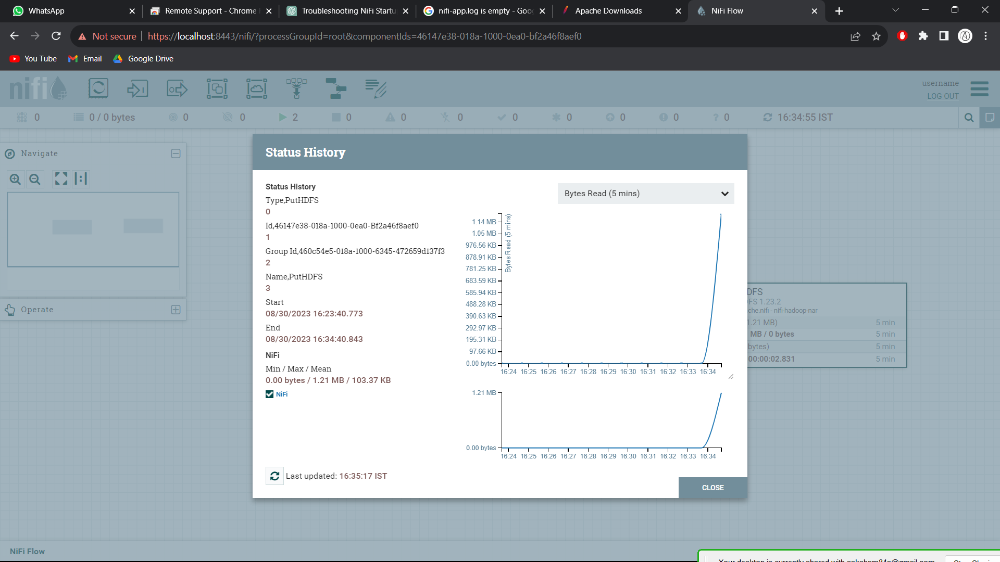 WhatsApp
Remote Support - Chrome
Troubleshooting NiFi Startu
nifi-app.log is empty - Goo
Apache Downloads
NiFi Flow
Not secure
https://localhost:8443/nifi/?processGroupId=root&componentIds=46147e38-018a-1000-0ea0-bf2a46f8aef0
You Tube
Email
Google Drive
nifi
username
LOG OUT
0
0 / 0 bytes
0
0
2
0
0
0
0
0
0
0
? 0
16:34:55 IST
Navigate
Operate
Status History
Status History
Type,PutHDFS
0
Id,46147e38-018a-1000-0ea0-Bf2a46f8aef0
1
Group Id,460c54e5-018a-1000-6345-472659d137f3
2
Name,PutHDFS
3
Start
08/30/2023 16:23:40.773
End
08/30/2023 16:34:40.843
NiFi
Min / Max / Mean
0.00 bytes / 1.21 MB / 103.37 KB
NiFi
Last updated: 16:35:17 IST
Bytes Read (5 mins)
Bytes Read (5 mins)
1.14 MB
1.05 MB
976.56 KB
878.91 KB
781.25 KB
683.59 KB
585.94 KB
488.28 KB
390.63 KB
292.97 KB
195.31 KB
97.66 KB
0.00 bytes
16:24 16:25 16:26 16:27 16:28 16:29 16:30 16:31 16:32 16:33 16:34
1.21 MB
0.00 bytes
16:24 16:25 16:26 16:27 16:28 16:29 16:30 16:31 16:32 16:33 16:34
CLOSE
DFS
FS 1.23.2
che.nifi - nifi-hadoop-nar
1.21 MB) 5 min
MB / 0 bytes 5 min
bytes) 5 min
00:00:02.831 5 min
NiFi Flow
Your desktop is currently shared with